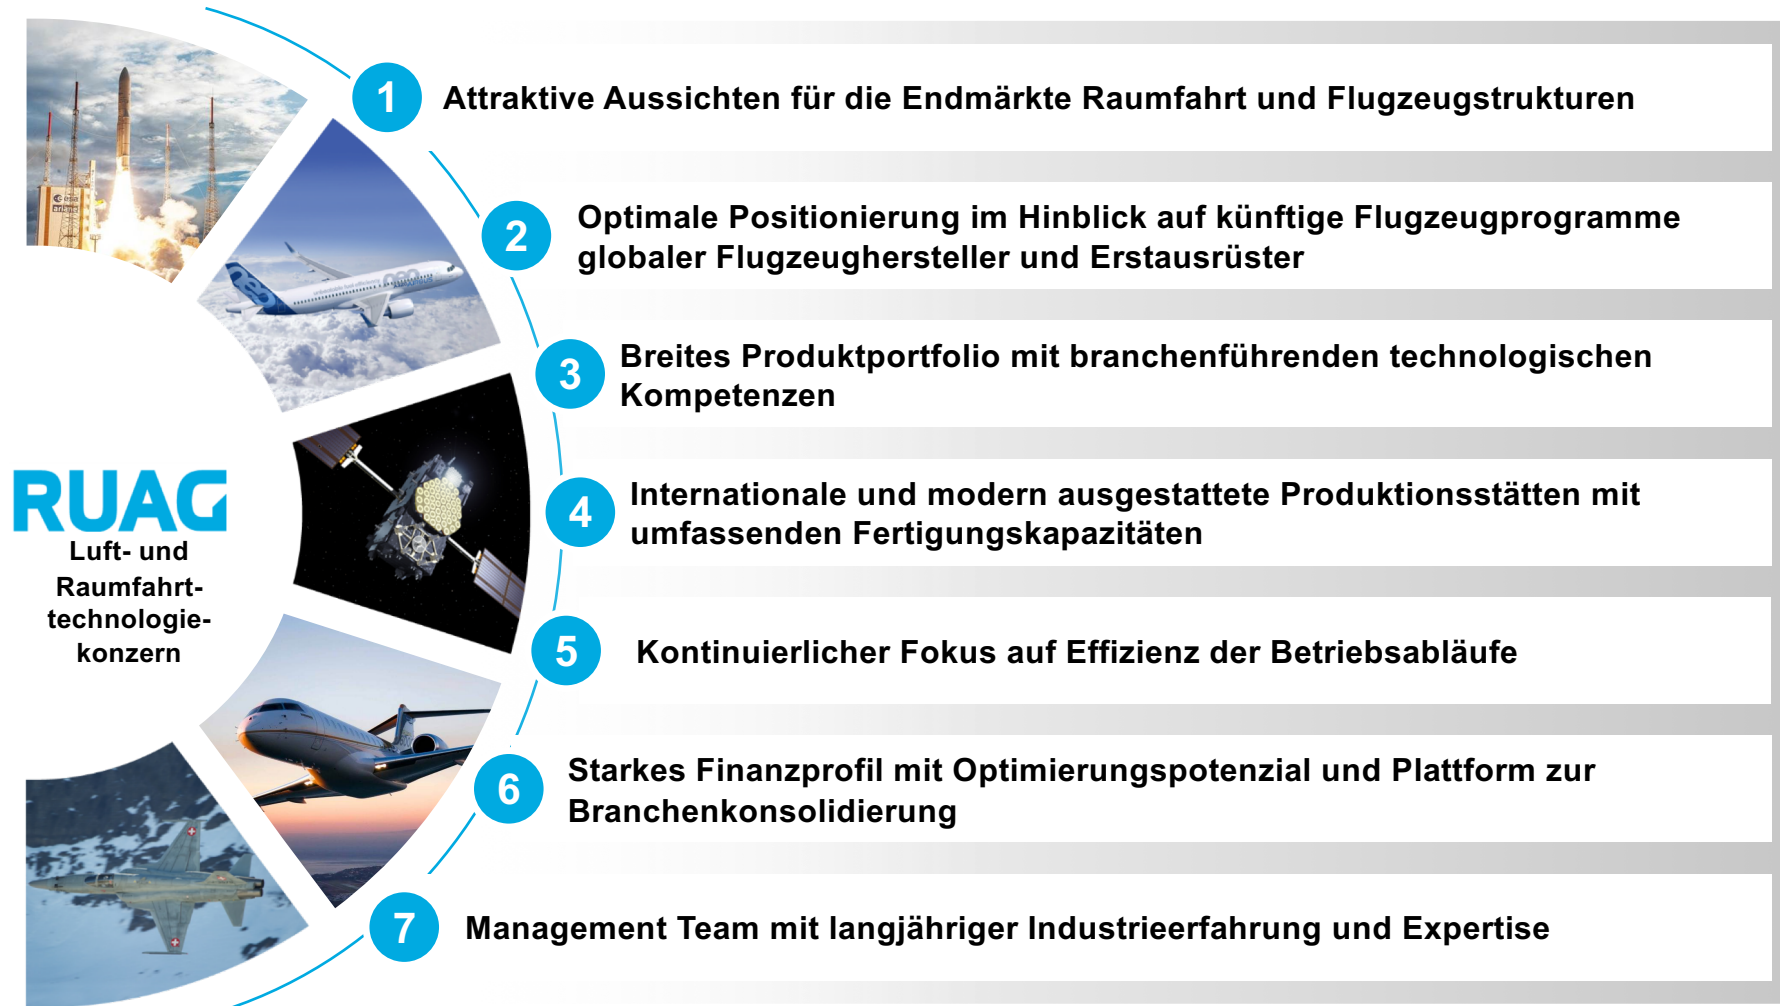 1
Attraktive Aussichten für die Endmärkte Raumfahrt und Flugzeugstrukturen
2
Optimale Positionierung im Hinblick auf künftige Flugzeugprogramme
globaler Flugzeughersteller und Erstausrüster
3
Breites Produktportfolio mit branchenführenden technologischen
Kompetenzen
RUAG
Luft- und
Raumfahrt-
technologie-
konzern
4
Internationale und modern ausgestattete Produktionsstätten mit
umfassenden Fertigungskapazitäten
5
Kontinuierlicher Fokus auf Effizienz der Betriebsabläufe
6
Starkes Finanzprofil mit Optimierungspotenzial und Plattform zur
Branchenkonsolidierung
7
Management Team mit langjähriger Industrieerfahrung und Expertise
esa